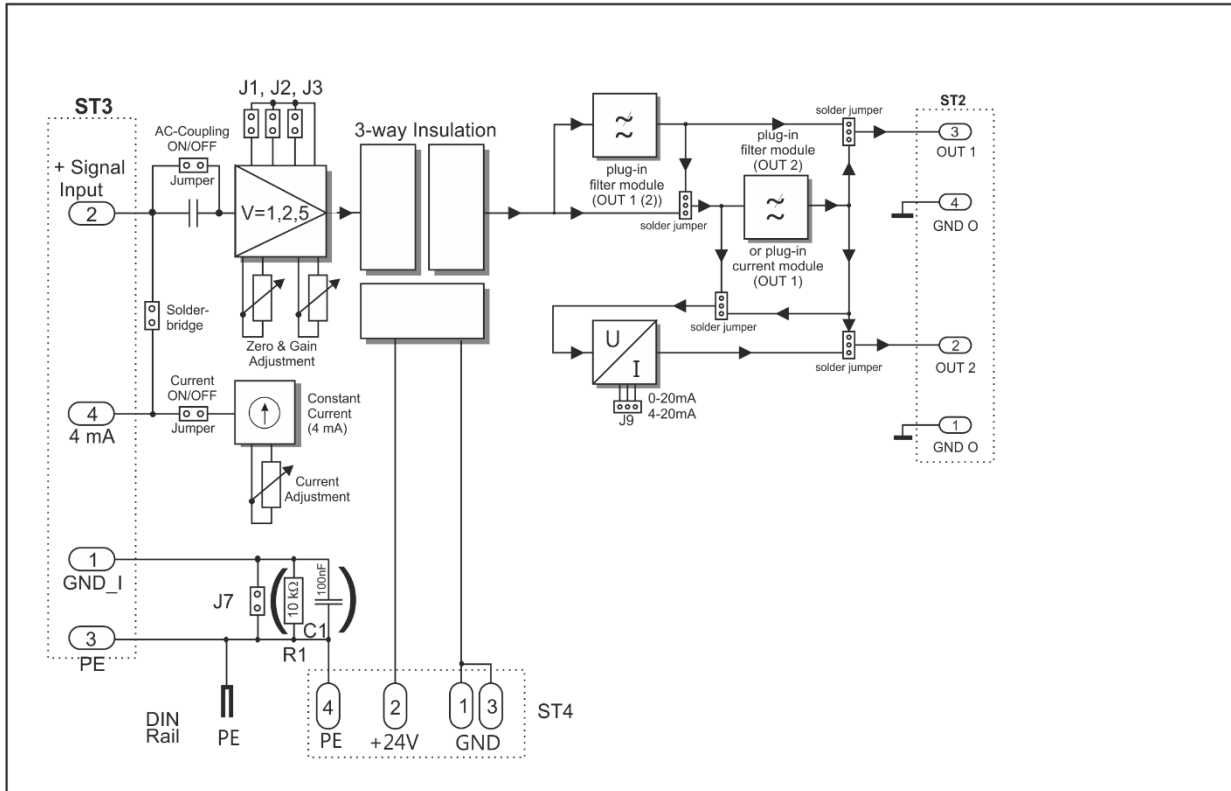 ST3
+ Signal
Input
2
AC-Coupling
ON/OFF
Jumper
J1, J2, J3
V=1,2,5
3-way Insulation
Zero & Gain
Adjustment
Solder-
bridge
4
4 mA
Current
ON/OFF
Jumper
Constant
Current
(4 mA)
Current
Adjustment
1
GND_I
J7
10 kΩ
100nF
C1
R1
3
PE
DIN
Rail
PE
4
PE
2
+24V
1
3
GND
ST4
plug-in
filter module
(OUT 1 (2))
solder jumper
plug-in
filter module
(OUT 2)
or plug-in
current module
(OUT 1)
solder jumper
solder jumper
U
I
0-20mA
4-20mA
J9
solder jumper
ST2
3
OUT 1
4
GND O
2
OUT 2
1
GND O